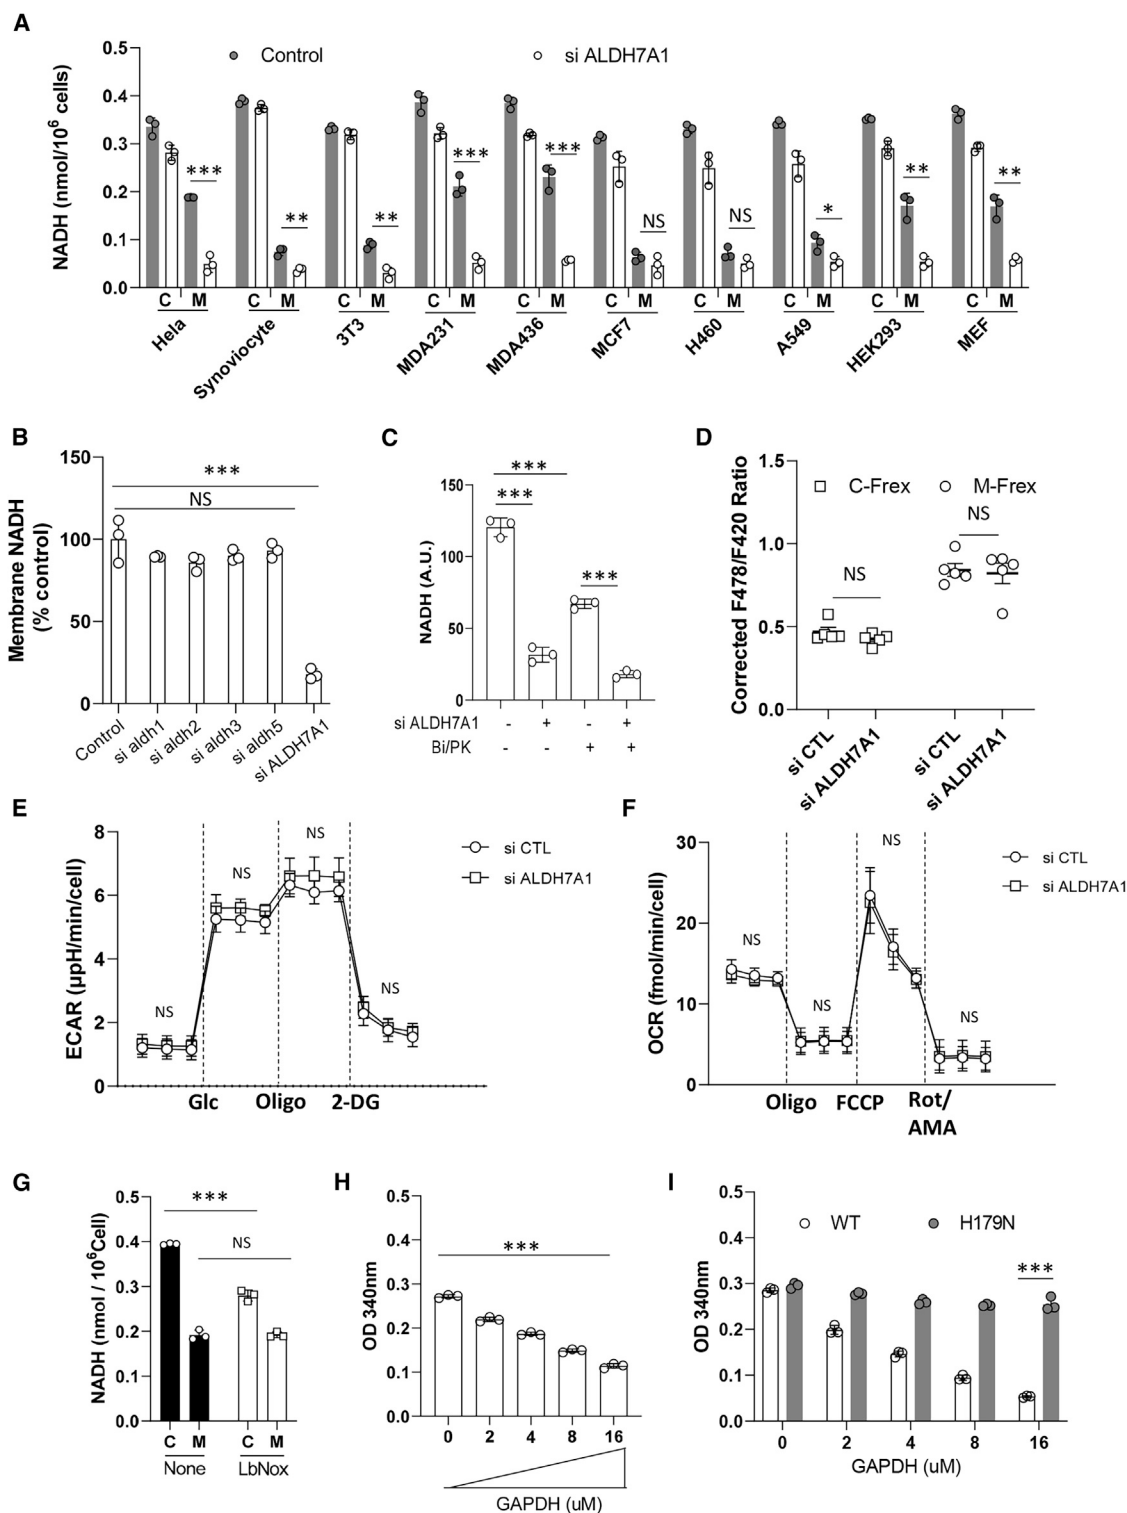 A
Control
si ALDH7A1
NADH (nmol/10⁶ cells)
0.5
0.4
0.3
0.2
0.1
0.0
***
**
**
***
***
NS
NS
*
**
**
C M C M C M C M C M C M C M C M C M C M
Hela Synoviocyte 3T3 MDA231 MDA436 MCF7 H460 A549 HEK293 MEF
B
Membrane NADH
(% control)
150
100
50
0
***
NS
Control si aldh1 si aldh2 si aldh3 si aldh5 si ALDH7A1
C
NADH (A.U.)
150
100
50
0
***
***
***
si ALDH7A1 - + - +
Bi/PK - - + +
D
Corrected F478/F420 Ratio
1.5
1.0
0.5
0.0
C-Frex M-Frex
NS
NS
si CTL si ALDH7A1 si CTL si ALDH7A1
E
ECAR (µpH/min/cell)
8
6
4
2
0
NS
NS
NS
NS
si CTL
si ALDH7A1
Glc Oligo 2-DG
F
OCR (fmol/min/cell)
30
20
10
0
NS
NS
NS
NS
si CTL
si ALDH7A1
Oligo FCCP Rot/
AMA
G
NADH (nmol / 10⁶Cell)
0.5
0.4
0.3
0.2
0.1
0.0
***
NS
C M C M
None LbNox
H
OD 340nm
0.5
0.4
0.3
0.2
0.1
0.0
***
0 2 4 8 16
GAPDH (uM)
I
OD 340nm
0.5
0.4
0.3
0.2
0.1
0.0
WT H179N
***
0 2 4 8 16
GAPDH (uM)